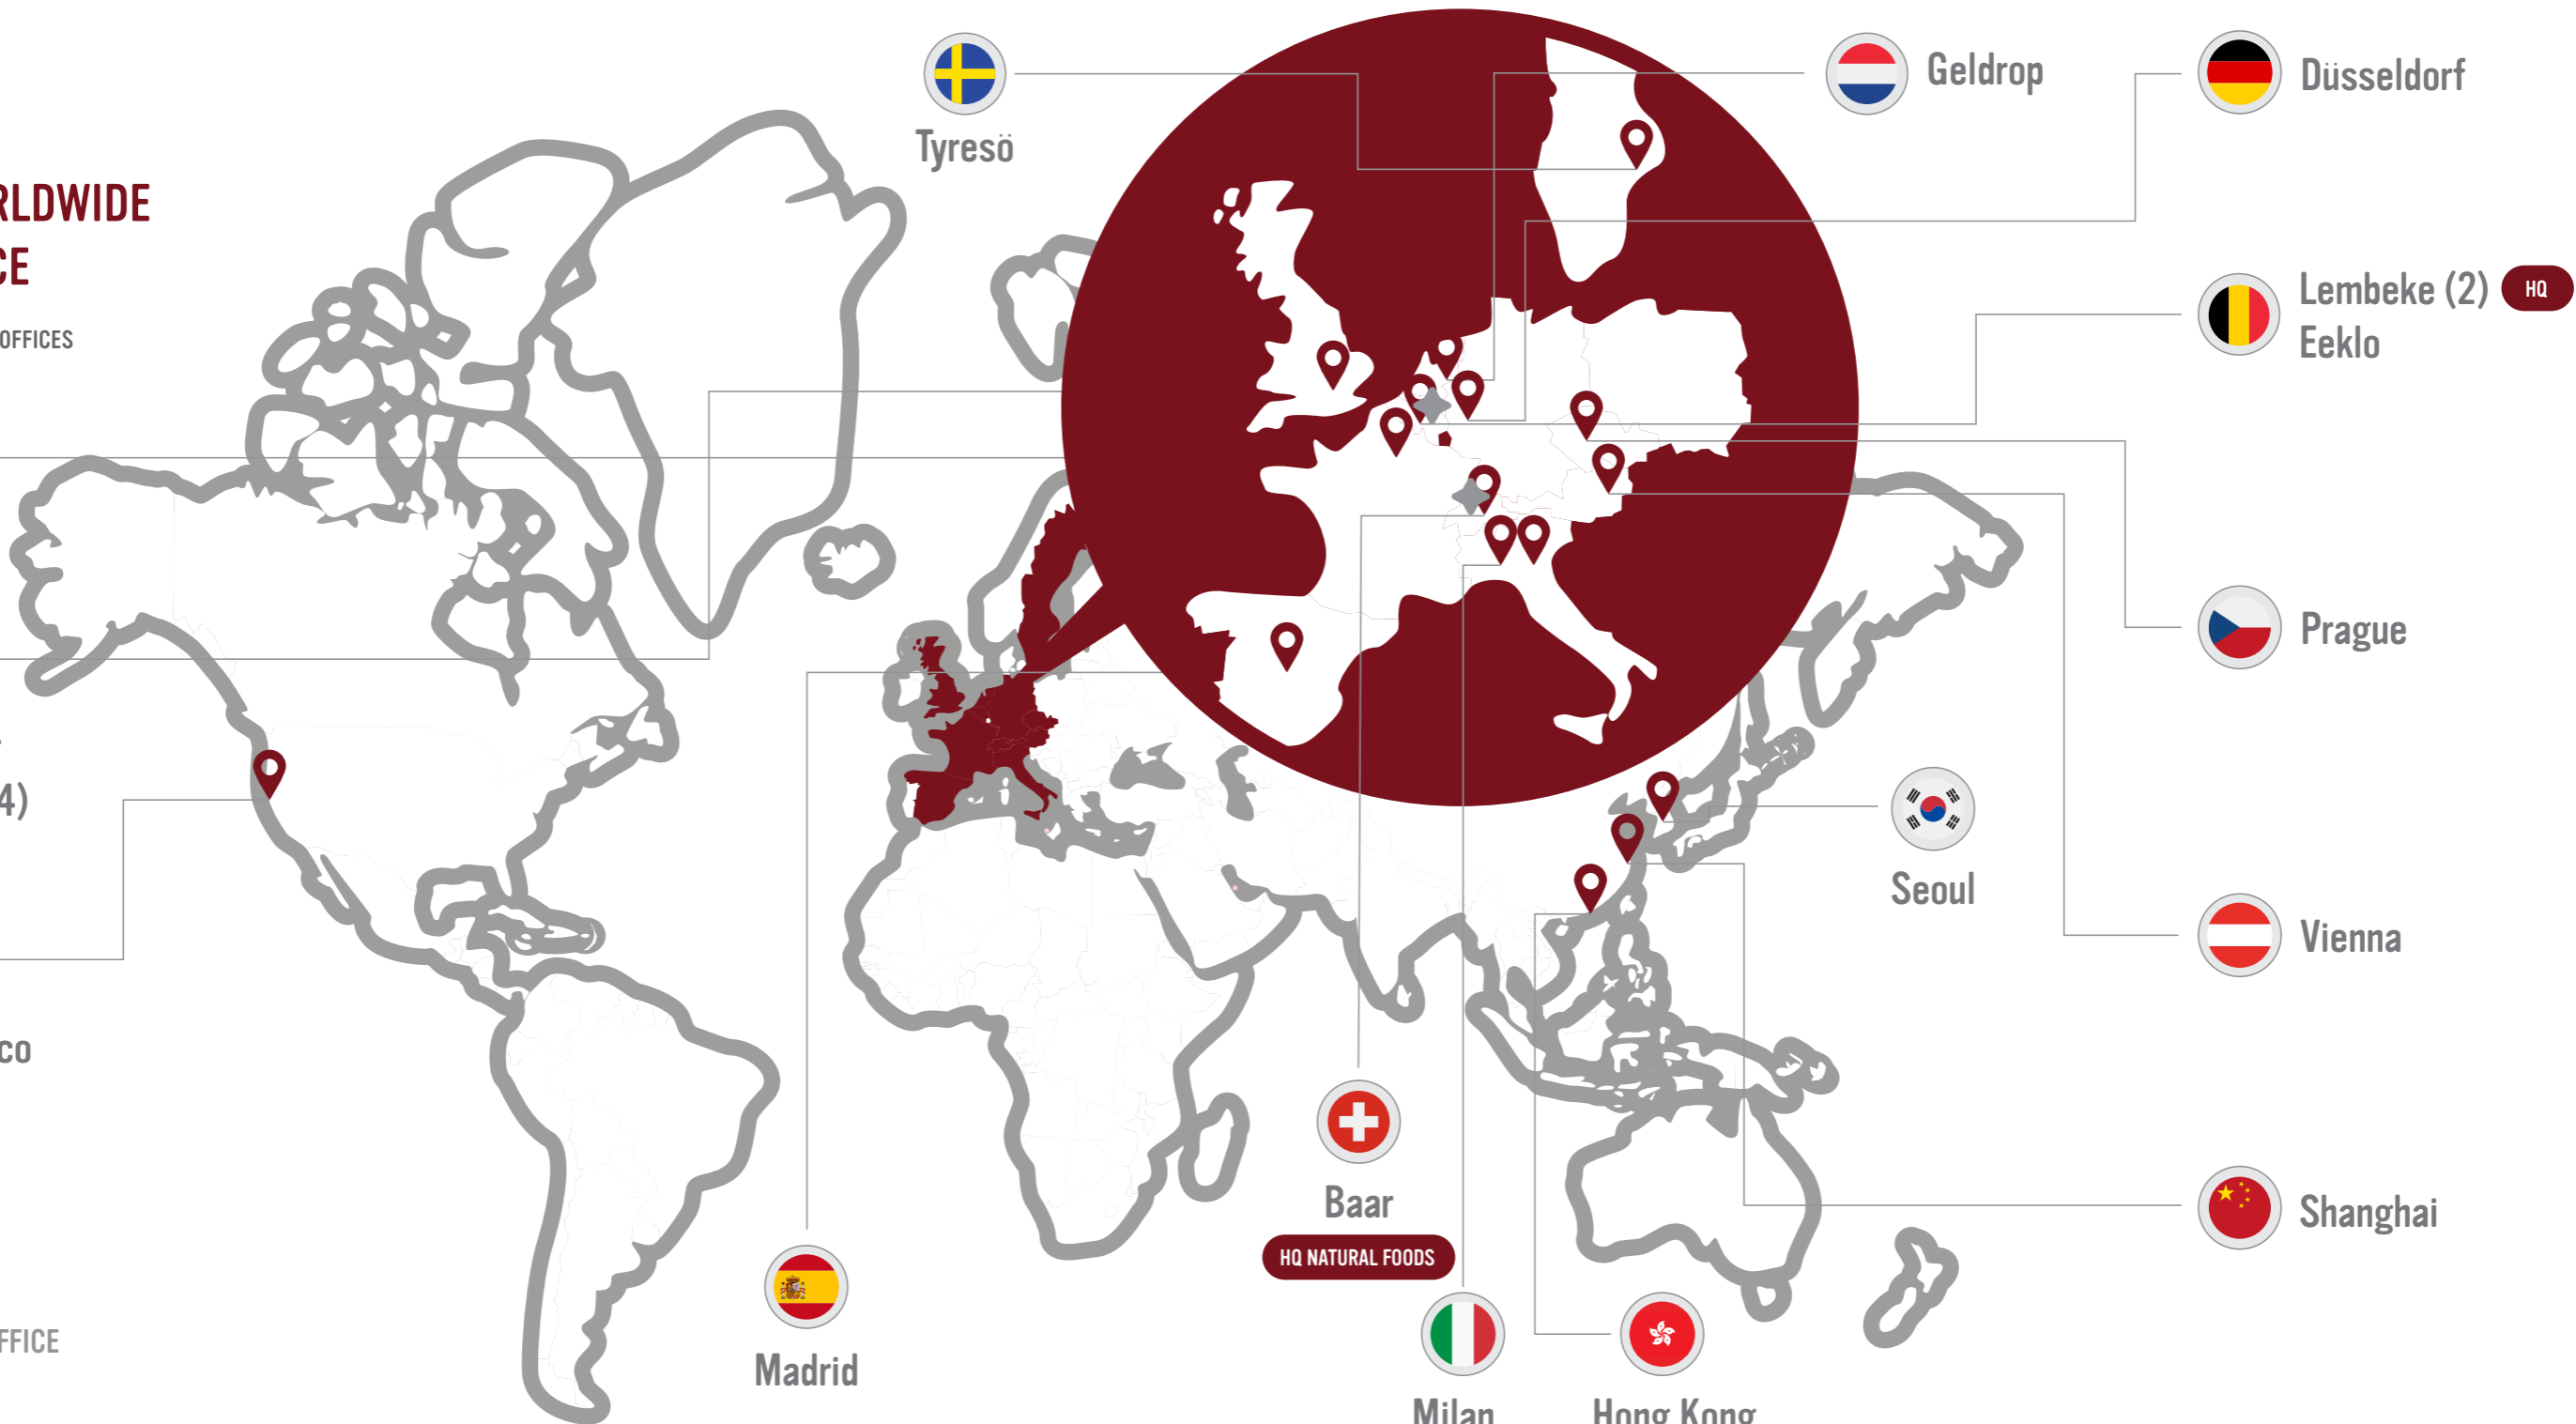 RLDWIDE
CE
OFFICES
4)
co
FFICE
Tyresö
Geldrop
Düsseldorf
Lembeke (2) HQ
Eeklo
Prague
Seoul
Vienna
Baar
HQ NATURAL FOODS
Shanghai
Madrid
Milan
Hong Kong